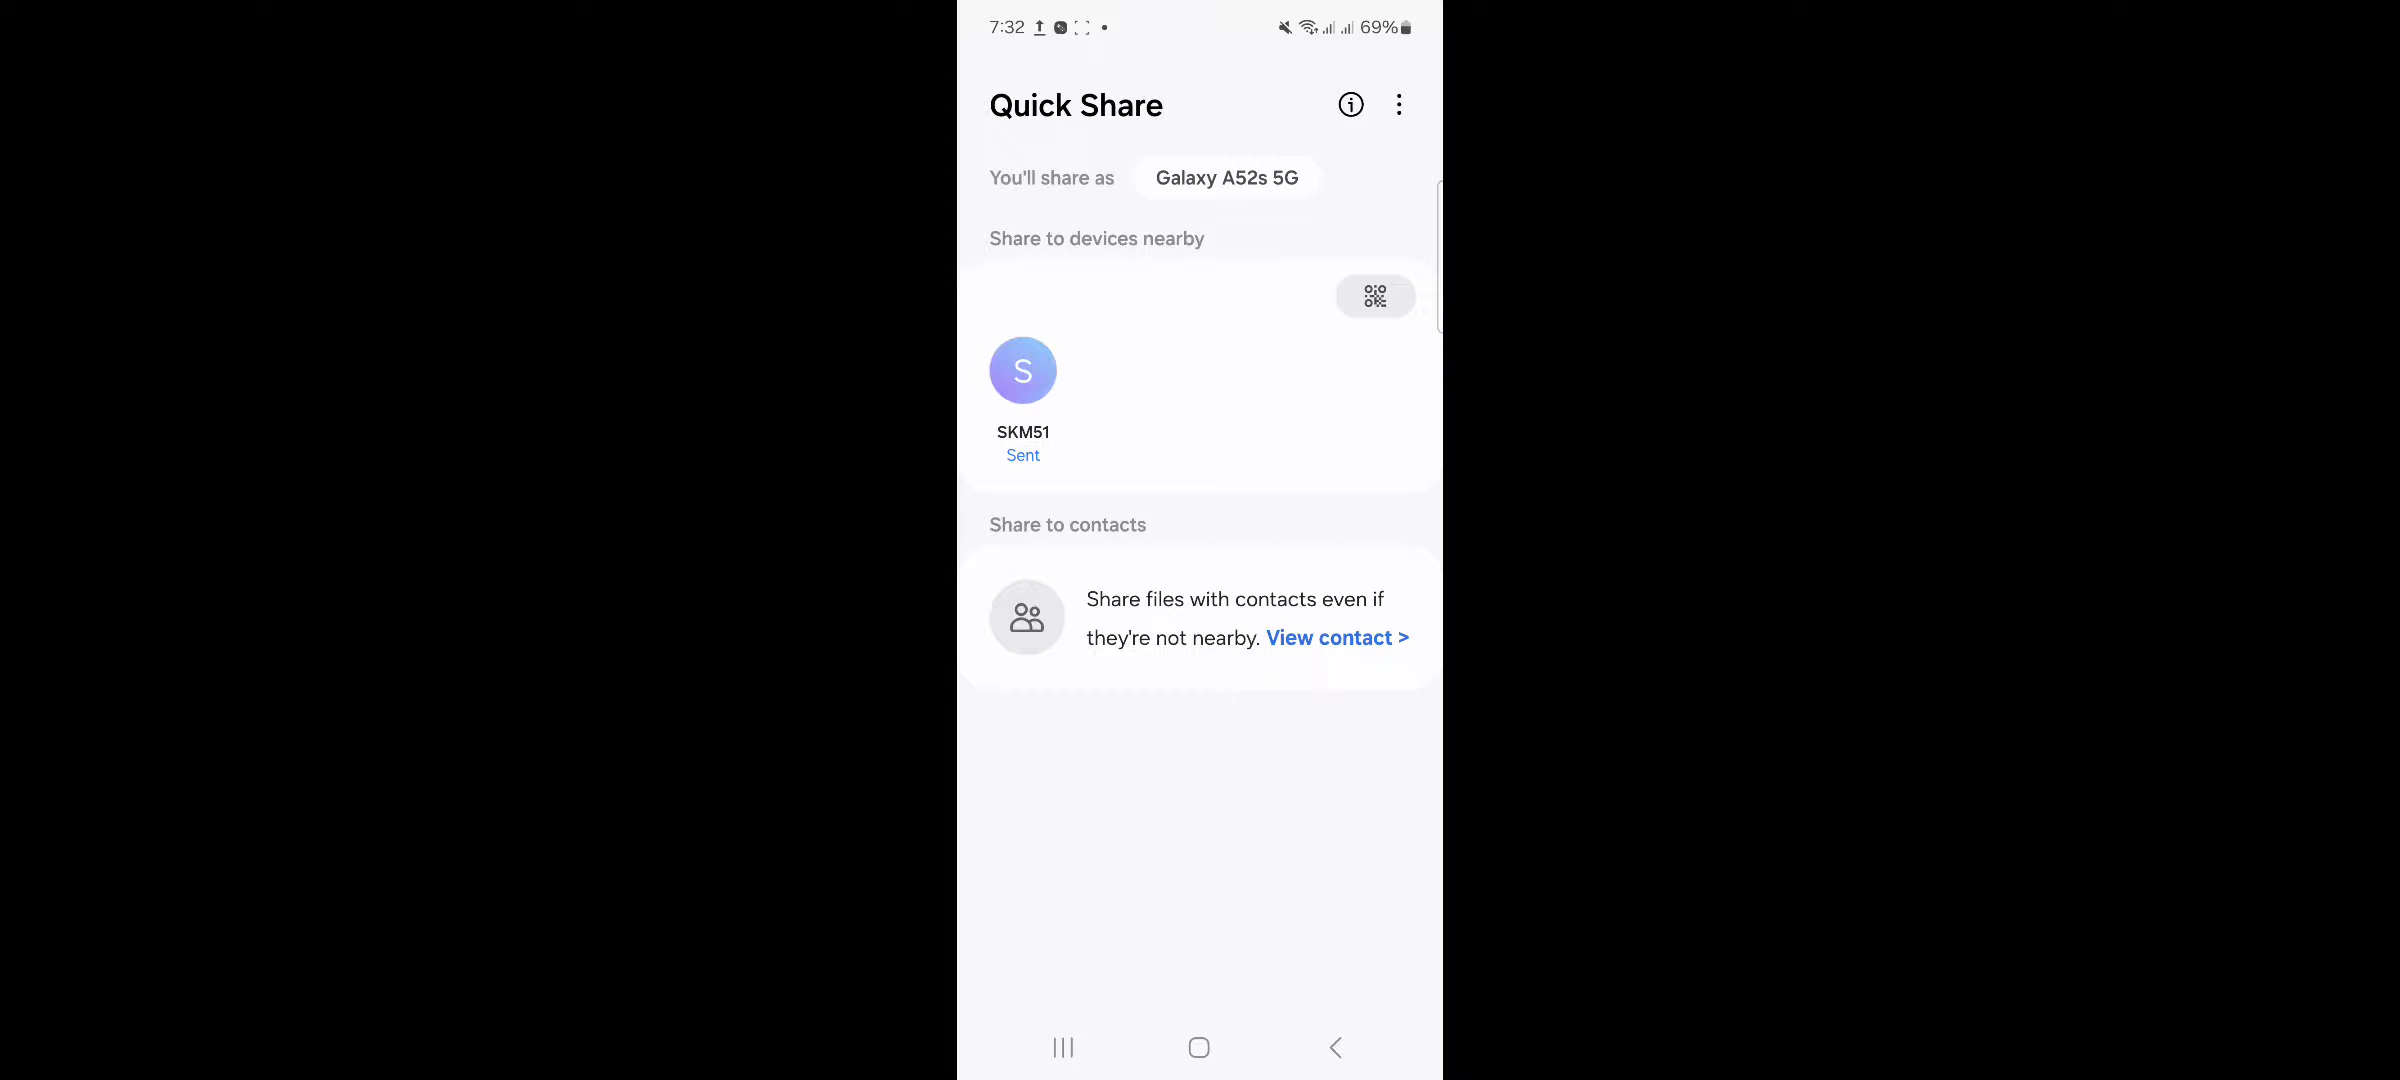 7:32
69%
Quick Share
You'll share as Galaxy A52s 5G
Share to devices nearby
S
SKM51
Sent
Share to contacts
Share files with contacts even if
they're not nearby. View contact >